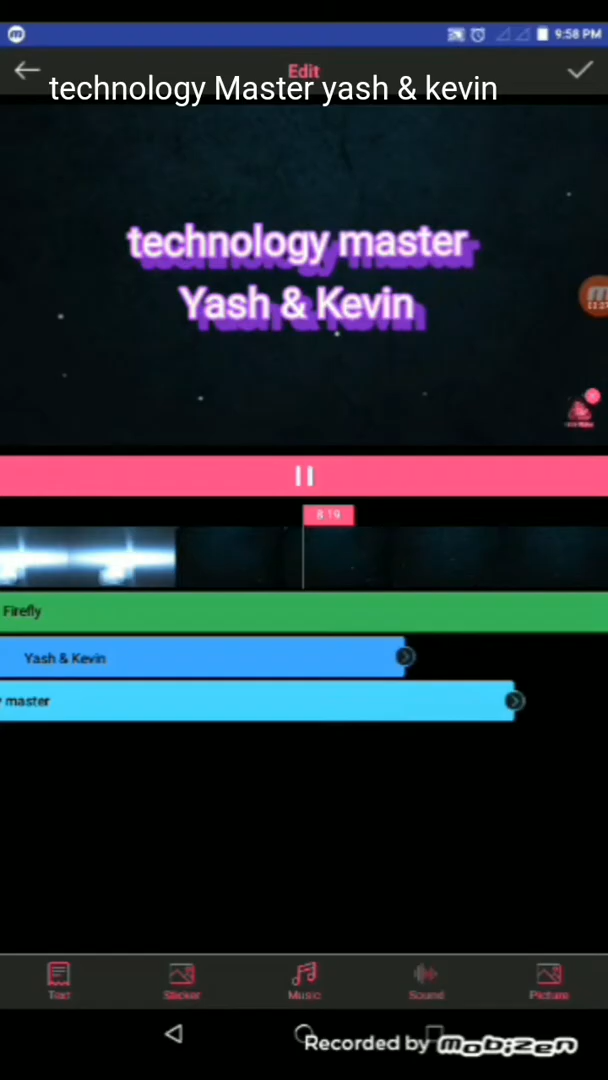 9:58 PM
Edit
technology Master yash & kevin
technology master
Yash & Kevin
8.19
Firefly
Yash & Kevin
master
Text
Sticker
Music
Sound
Picture
Recorded by mobizen